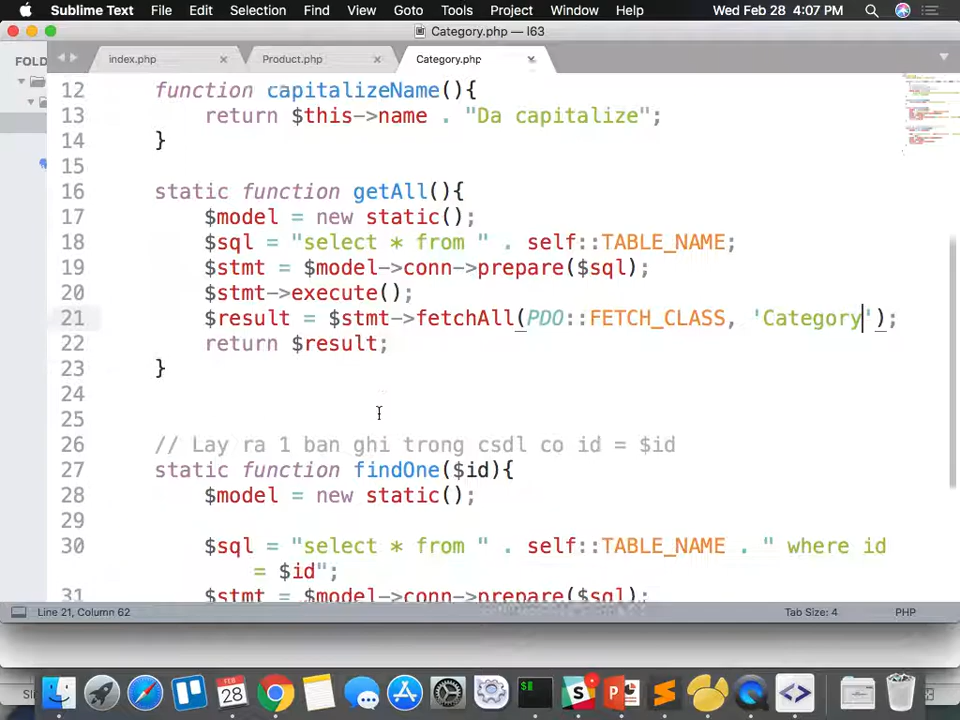 Sublime Text File Edit Selection Find View Goto Tools Project Window Help Wed Feb 28 4:07 PM
Category.php — l63
FOLD
index.php Product.php Category.php
12 function capitalizeName(){
13 return $this->name . "Da capitalize";
14 }
15
16 static function getAll(){
17 $model = new static();
18 $sql = "select * from " . self::TABLE_NAME;
19 $stmt = $model->conn->prepare($sql);
20 $stmt->execute();
21 $result = $stmt->fetchAll(PDO::FETCH_CLASS, 'Category');
22 return $result;
23 }
24
25
26 // Lay ra 1 ban ghi trong csdl co id = $id
27 static function findOne($id){
28 $model = new static();
29
30 $sql = "select * from " . self::TABLE_NAME . " where id
= $id";
31 $stmt = $model->conn->prepare($sql);
Line 21, Column 62 Tab Size: 4 PHP
28